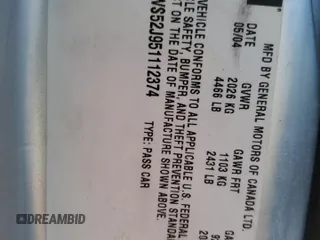 MFD BY GENERAL MOTORS OF CANADA LTD.
DATE GVWR GAWR FRT GA
05/04 2026 KG 1103 KG
4466 LB 2431 LB
VEHICLE CONFORMS TO ALL APPLICABLE U.S. FEDERAL
LE SAFETY, BUMPER, AND THEFT PREVENTION STANDA
CT ON THE DATE OF MANUFACTURE SHOWN ABOVE.
VS52J951112374 TYPE: PASS CAR
DREAMBID